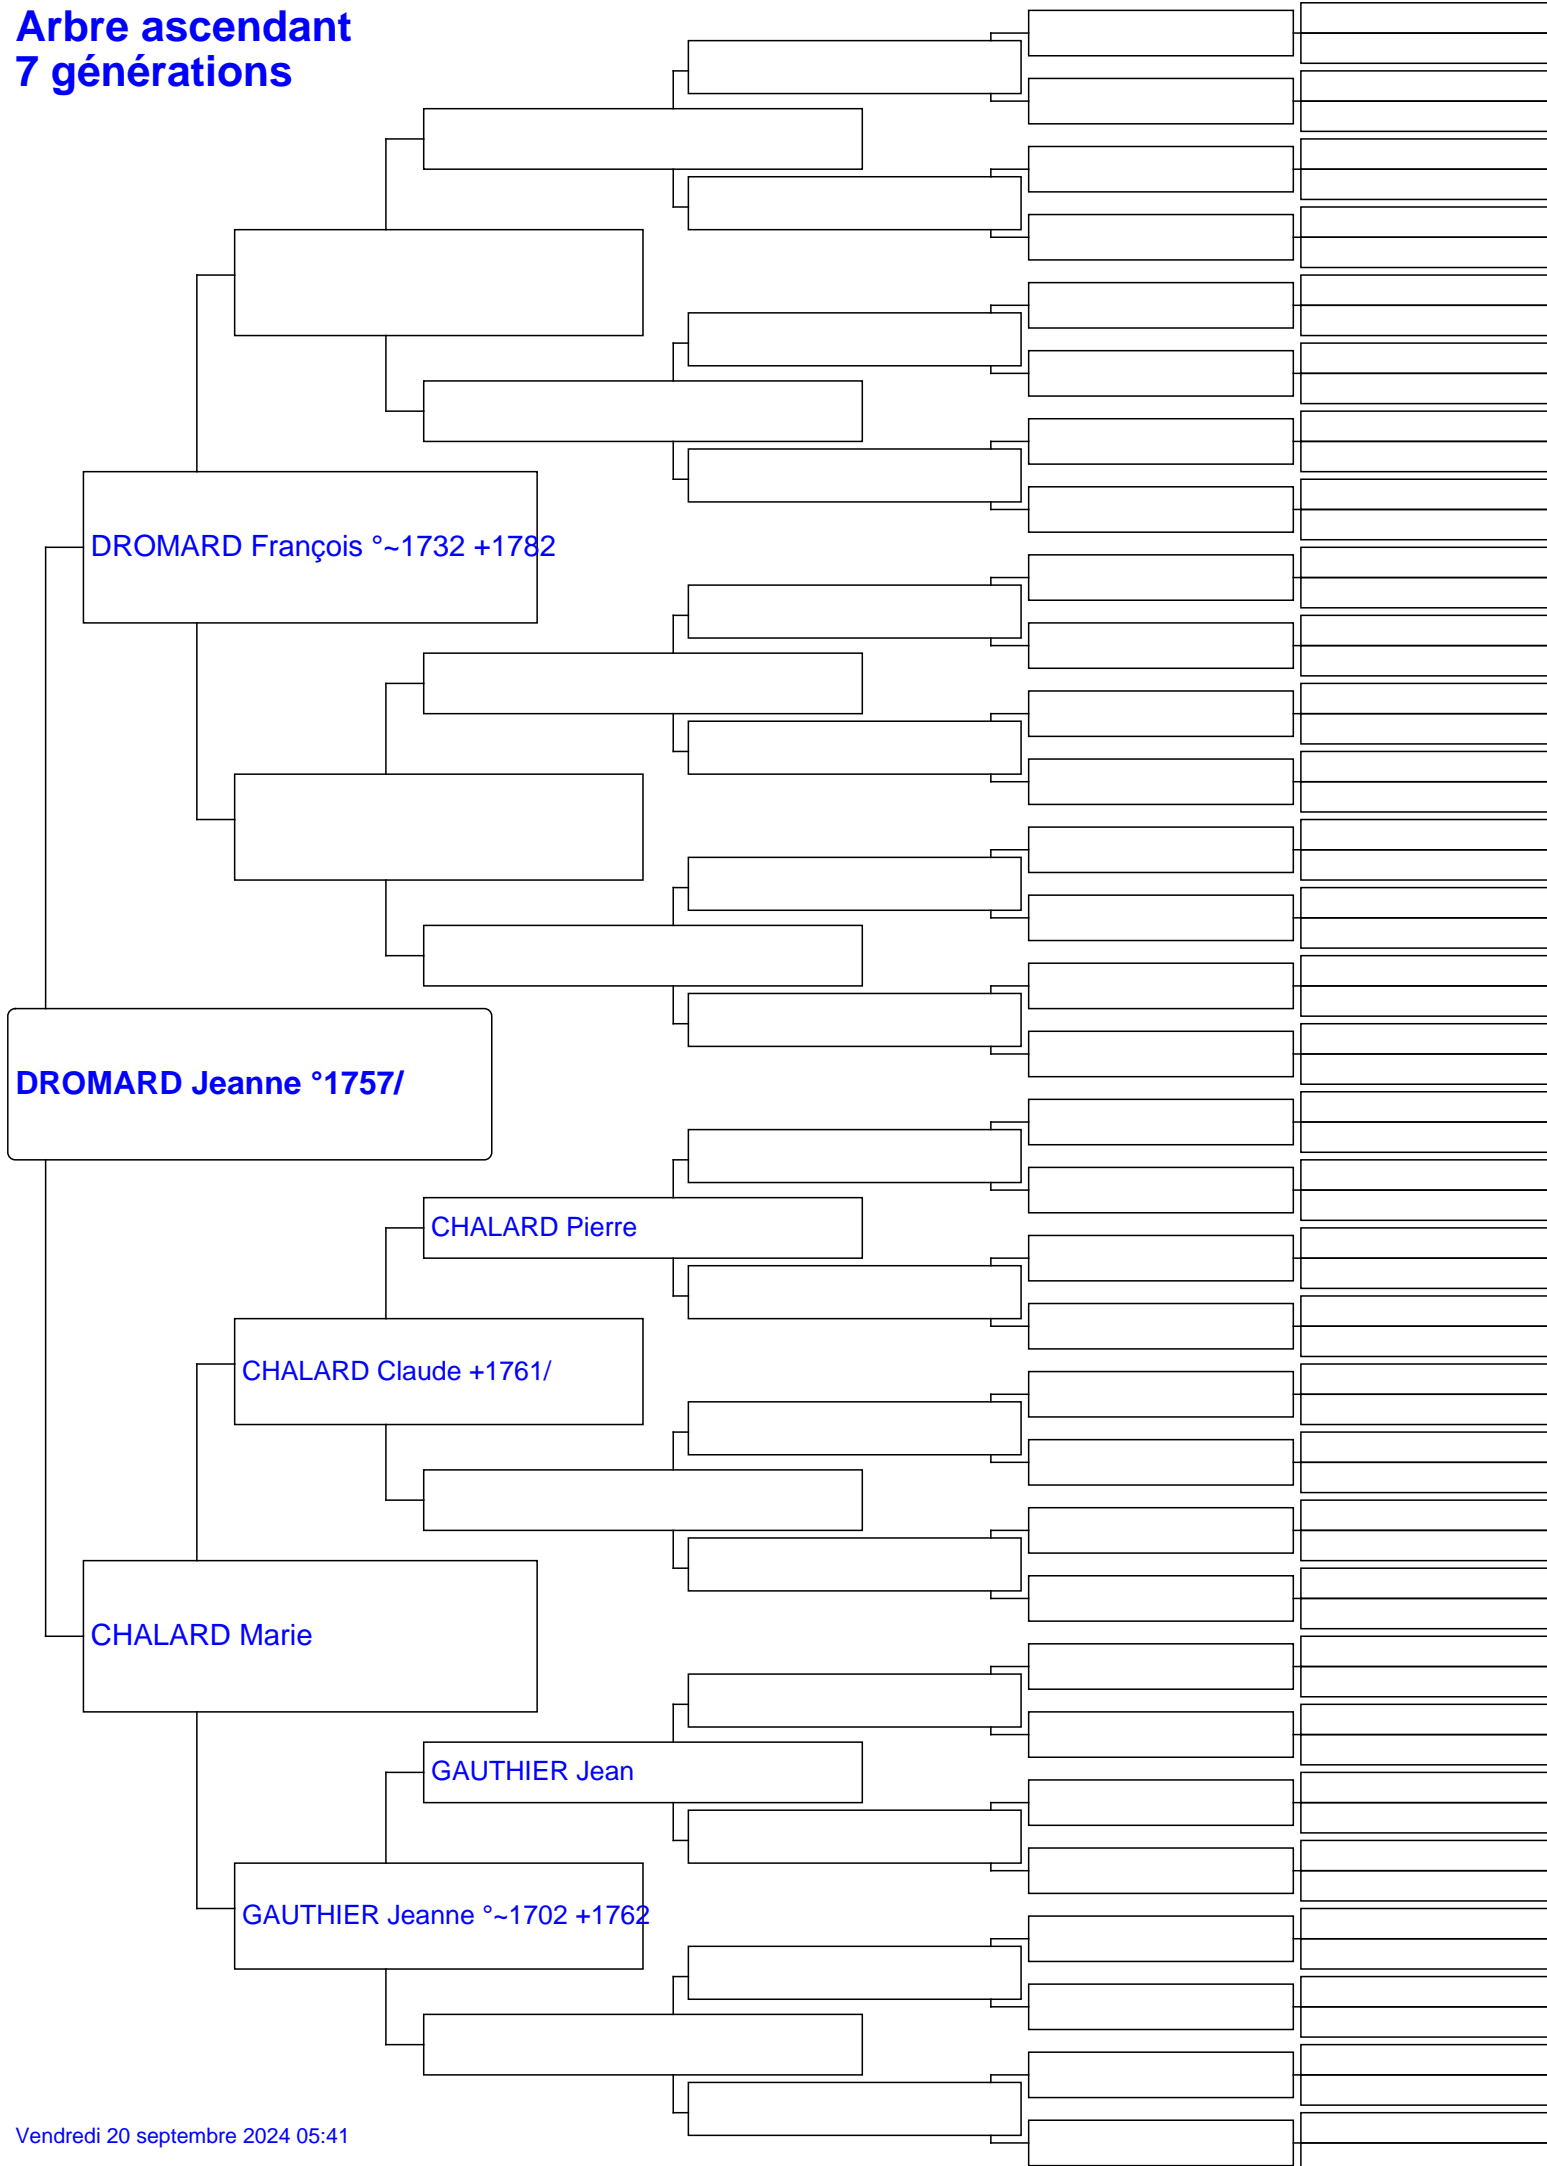 Arbre ascendant
7 générations
DROMARD François °~1732 +1782
DROMARD Jeanne °1757/
CHALARD Pierre
CHALARD Claude +1761/
CHALARD Marie
GAUTHIER Jean
GAUTHIER Jeanne °~1702 +1762
Vendredi 20 septembre 2024 05:41